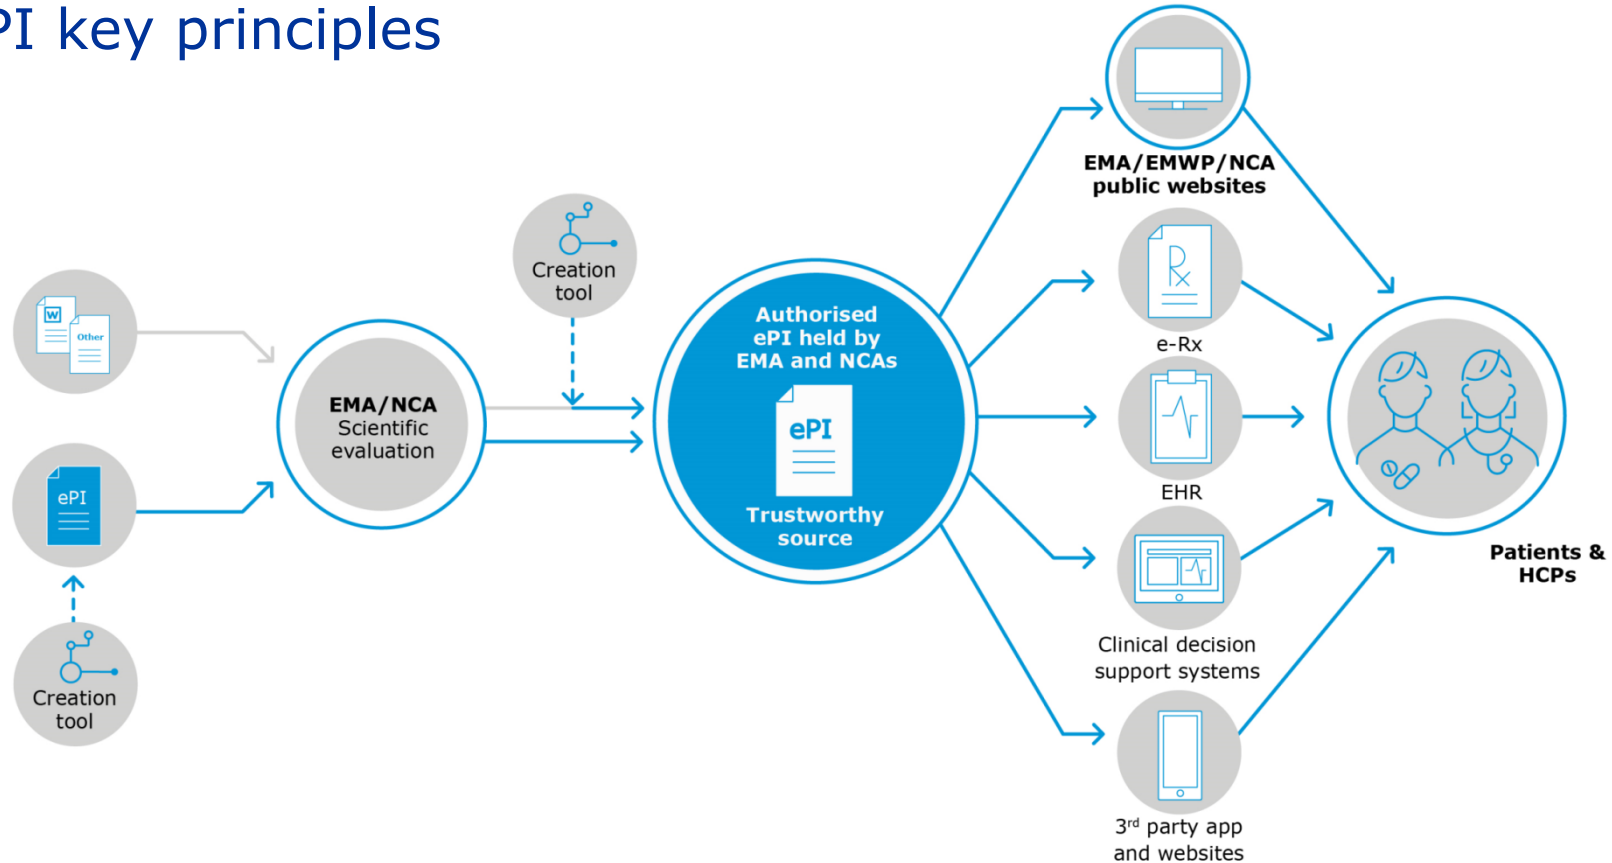 PI key principles
W
Other
ePI
Creation
tool
EMA/NCA
Scientific
evaluation
Creation
tool
Authorised
ePI held by
EMA and NCAs
ePI
Trustworthy
source
EMA/EMWP/NCA
public websites
Rx
e-Rx
EHR
Clinical decision
support systems
3rd party app
and websites
Patients &
HCPs